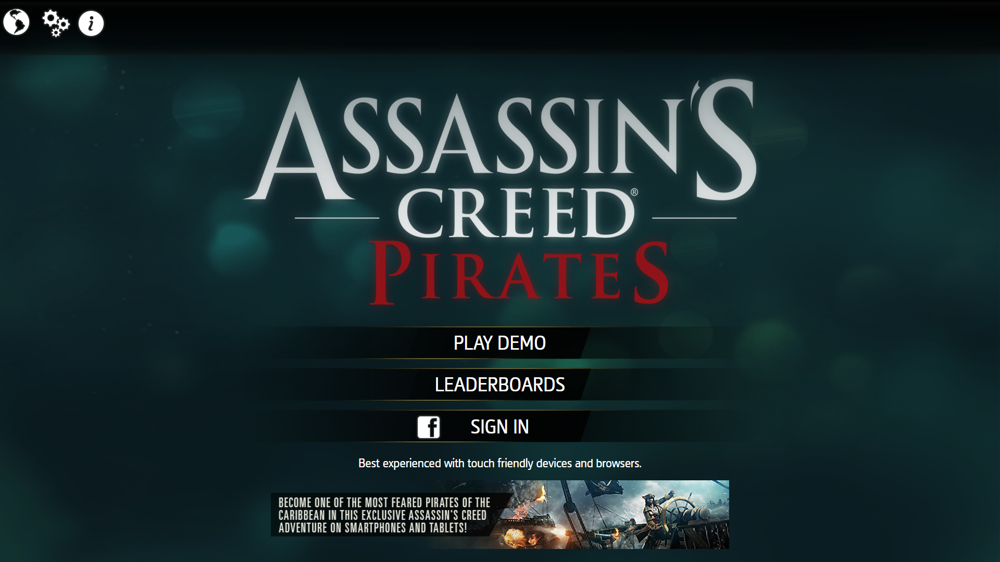 ASSASSIN'S
CREED®
PIRATES
PLAY DEMO
LEADERBOARDS
SIGN IN
Best experienced with touch friendly devices and browsers.
BECOME ONE OF THE MOST FEARED PIRATES OF THE
CARIBBEAN IN THIS EXCLUSIVE ASSASSIN'S CREED
ADVENTURE ON SMARTPHONES AND TABLETS!